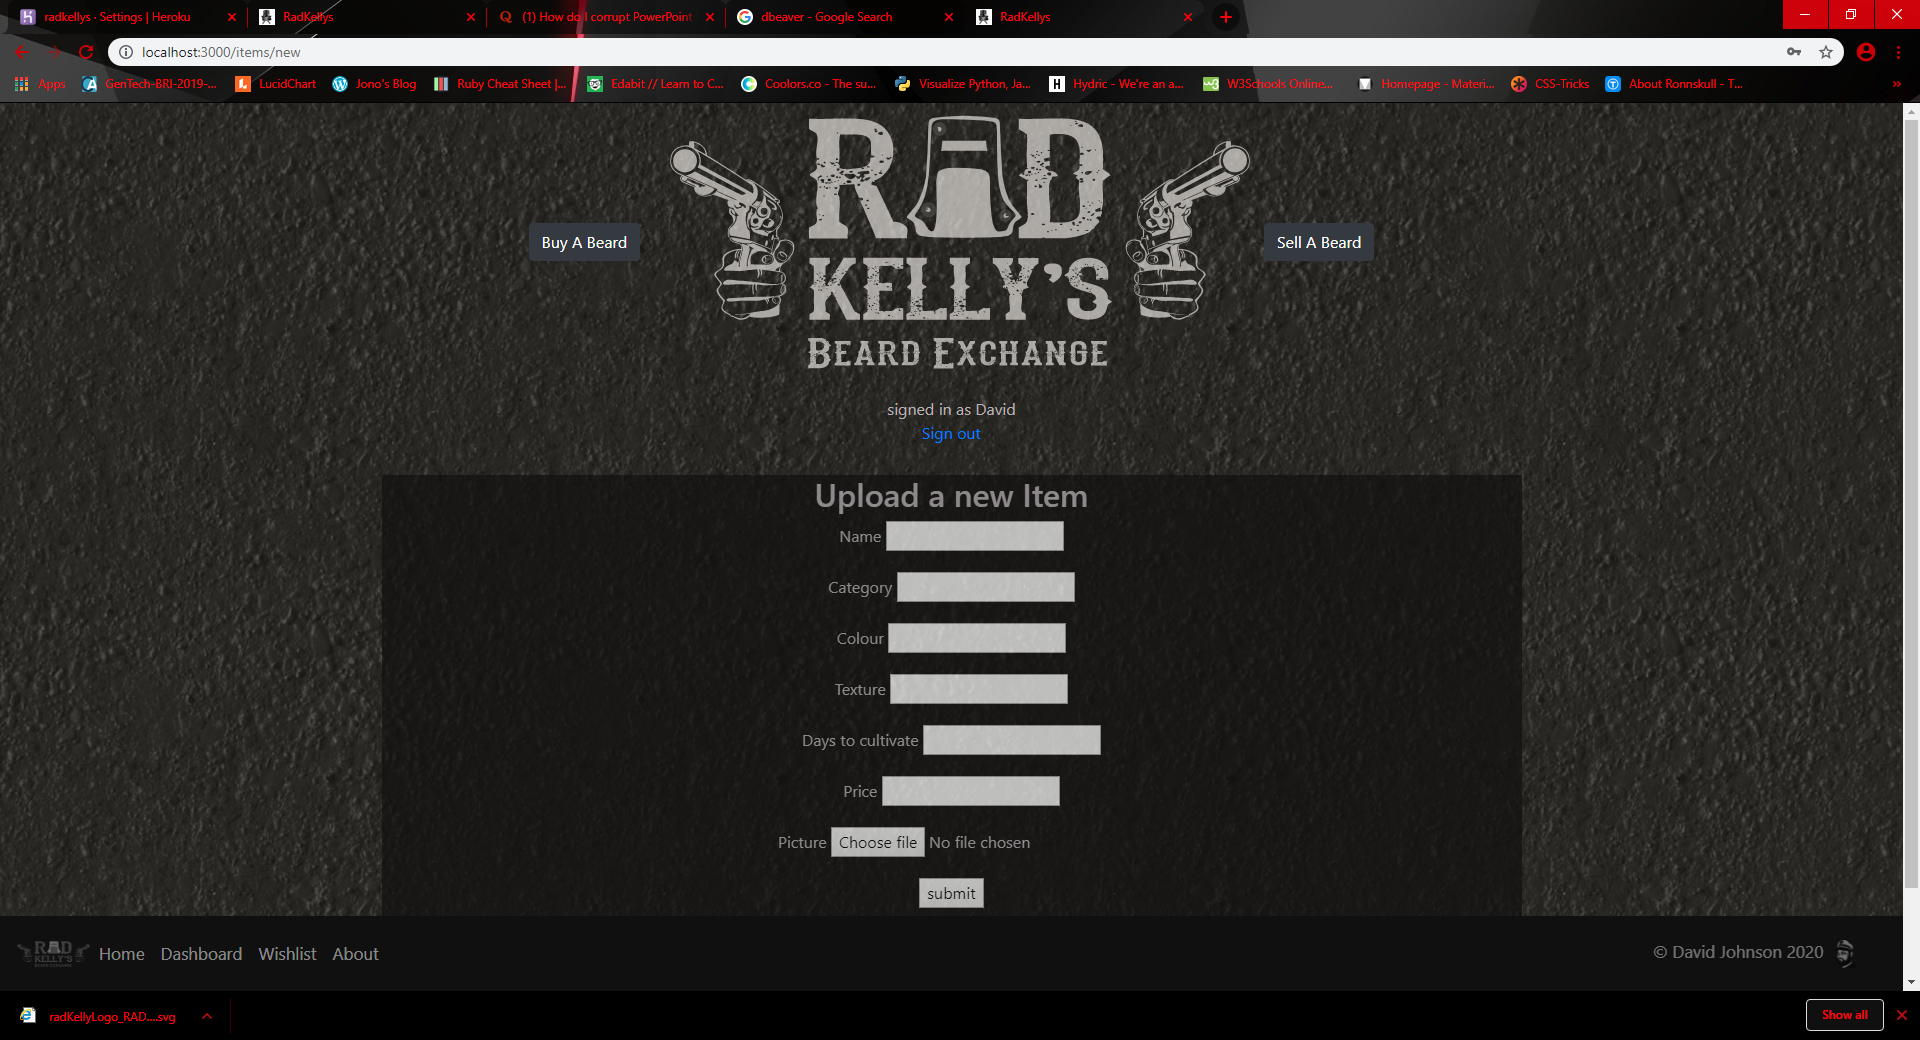 radkellys · Settings | Heroku
RadKellys
(1) How do I corrupt PowerPoint
dbeaver - Google Search
RadKellys
localhost:3000/items/new
Apps
GenTech-BRI-2019-...
LucidChart
Jono's Blog
Ruby Cheat Sheet |...
Edabit // Learn to C...
Coolors.co - The su...
Visualize Python, Ja...
Hydric - We're an a...
W3Schools Online...
Homepage - Materi...
CSS-Tricks
About Ronnskull - T...
RAD
KELLY'S
BEARD EXCHANGE
Buy A Beard
Sell A Beard
signed in as David
Sign out
Upload a new Item
Name
Category
Colour
Texture
Days to cultivate
Price
Picture Choose file No file chosen
submit
RAD
KELLY'S
BEARD EXCHANGE
Home Dashboard Wishlist About
© David Johnson 2020
radKellyLogo_RAD....svg
Show all